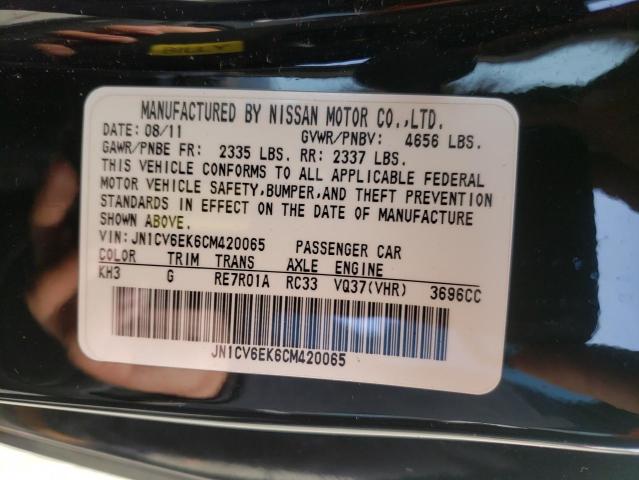 BILLY
MANUFACTURED BY NISSAN MOTOR CO.,LTD.
DATE: 08/11 GVWR/PNBV: 4656 LBS.
GAWR/PNBE FR: 2335 LBS. RR: 2337 LBS.
THIS VEHICLE CONFORMS TO ALL APPLICABLE FEDERAL
MOTOR VEHICLE SAFETY,BUMPER,AND THEFT PREVENTION
STANDARDS IN EFFECT ON THE DATE OF MANUFACTURE
SHOWN ABOVE.
VIN: JN1CV6EK6CM420065 PASSENGER CAR
COLOR TRIM TRANS AXLE ENGINE
KH3 G RE7R01A RC33 VQ37(VHR) 3696CC
JN1CV6EK6CM420065